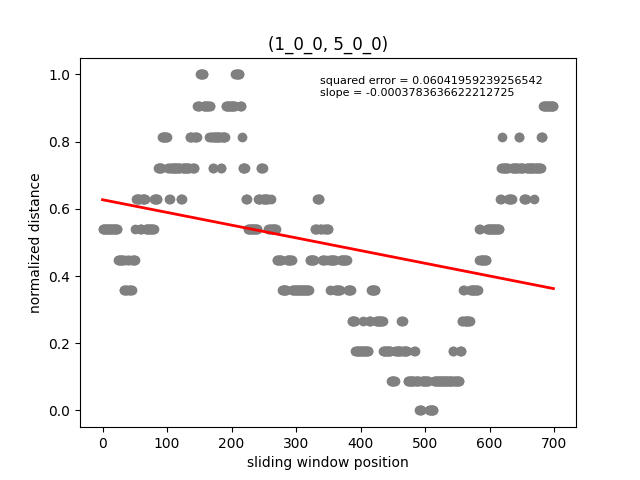 (1_0_0, 5_0_0)
squared error = 0.06041959239256542
slope = -0.0003783636622212725
1.0
0.8
0.6
0.4
0.2
0.0
normalized distance
0 100 200 300 400 500 600 700
sliding window position